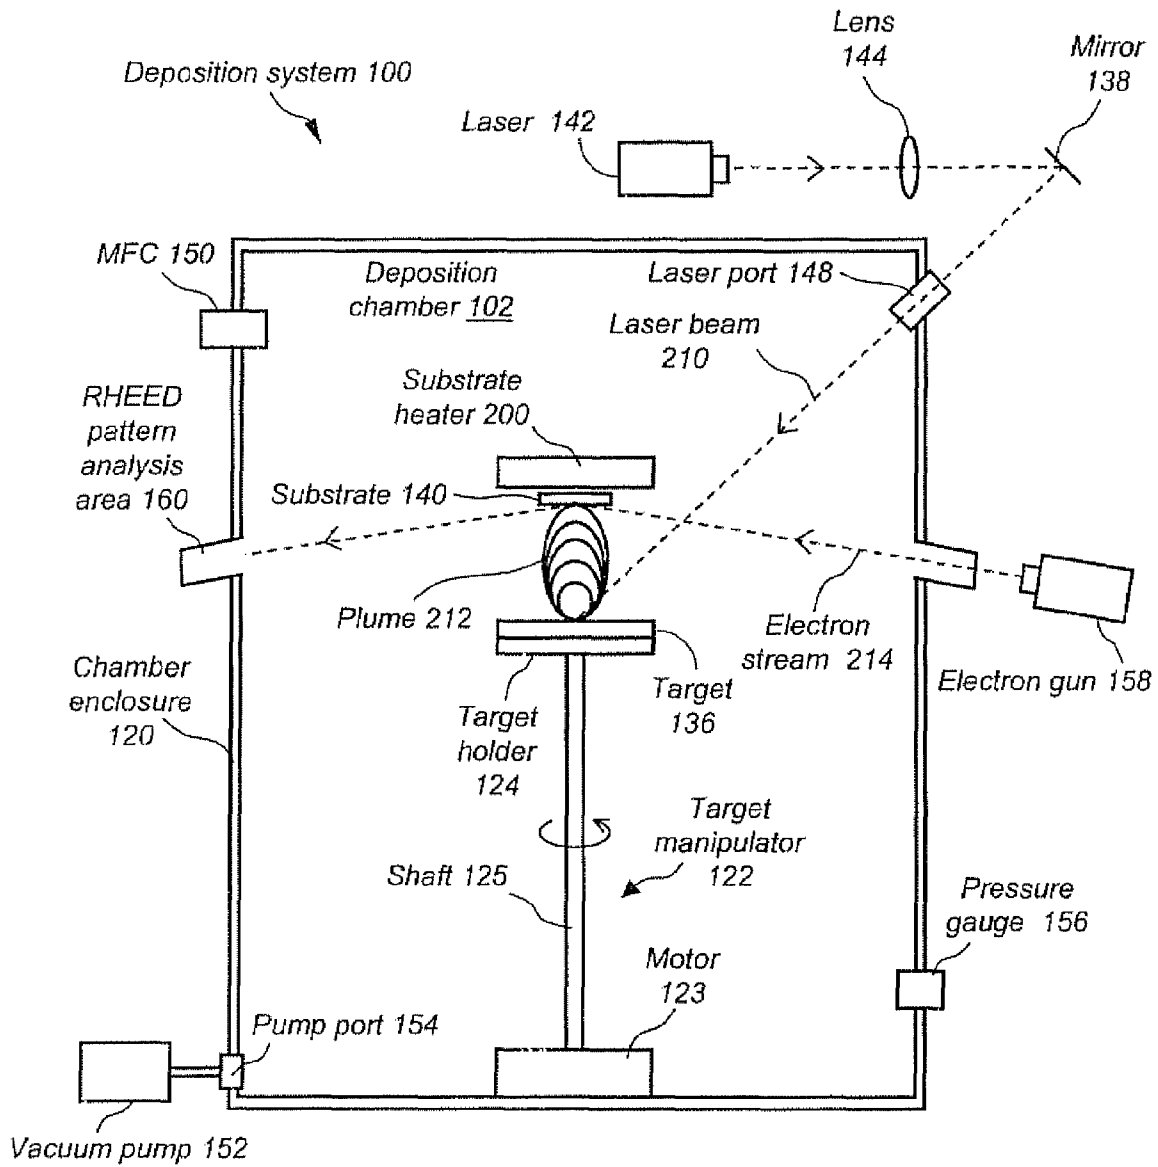 Lens
144
Mirror
138
Deposition system 100
Laser 142
MFC 150
Deposition
chamber 102
Laser port 148
Laser beam
210
Substrate
heater 200
RHEED
pattern
analysis
area 160
Substrate 140
Plume 212
Electron
stream 214
Electron gun 158
Chamber
enclosure
120
Target
136
Target
holder
124
Target
manipulator
122
Shaft 125
Pressure
gauge 156
Motor
123
Pump port 154
Vacuum pump 152